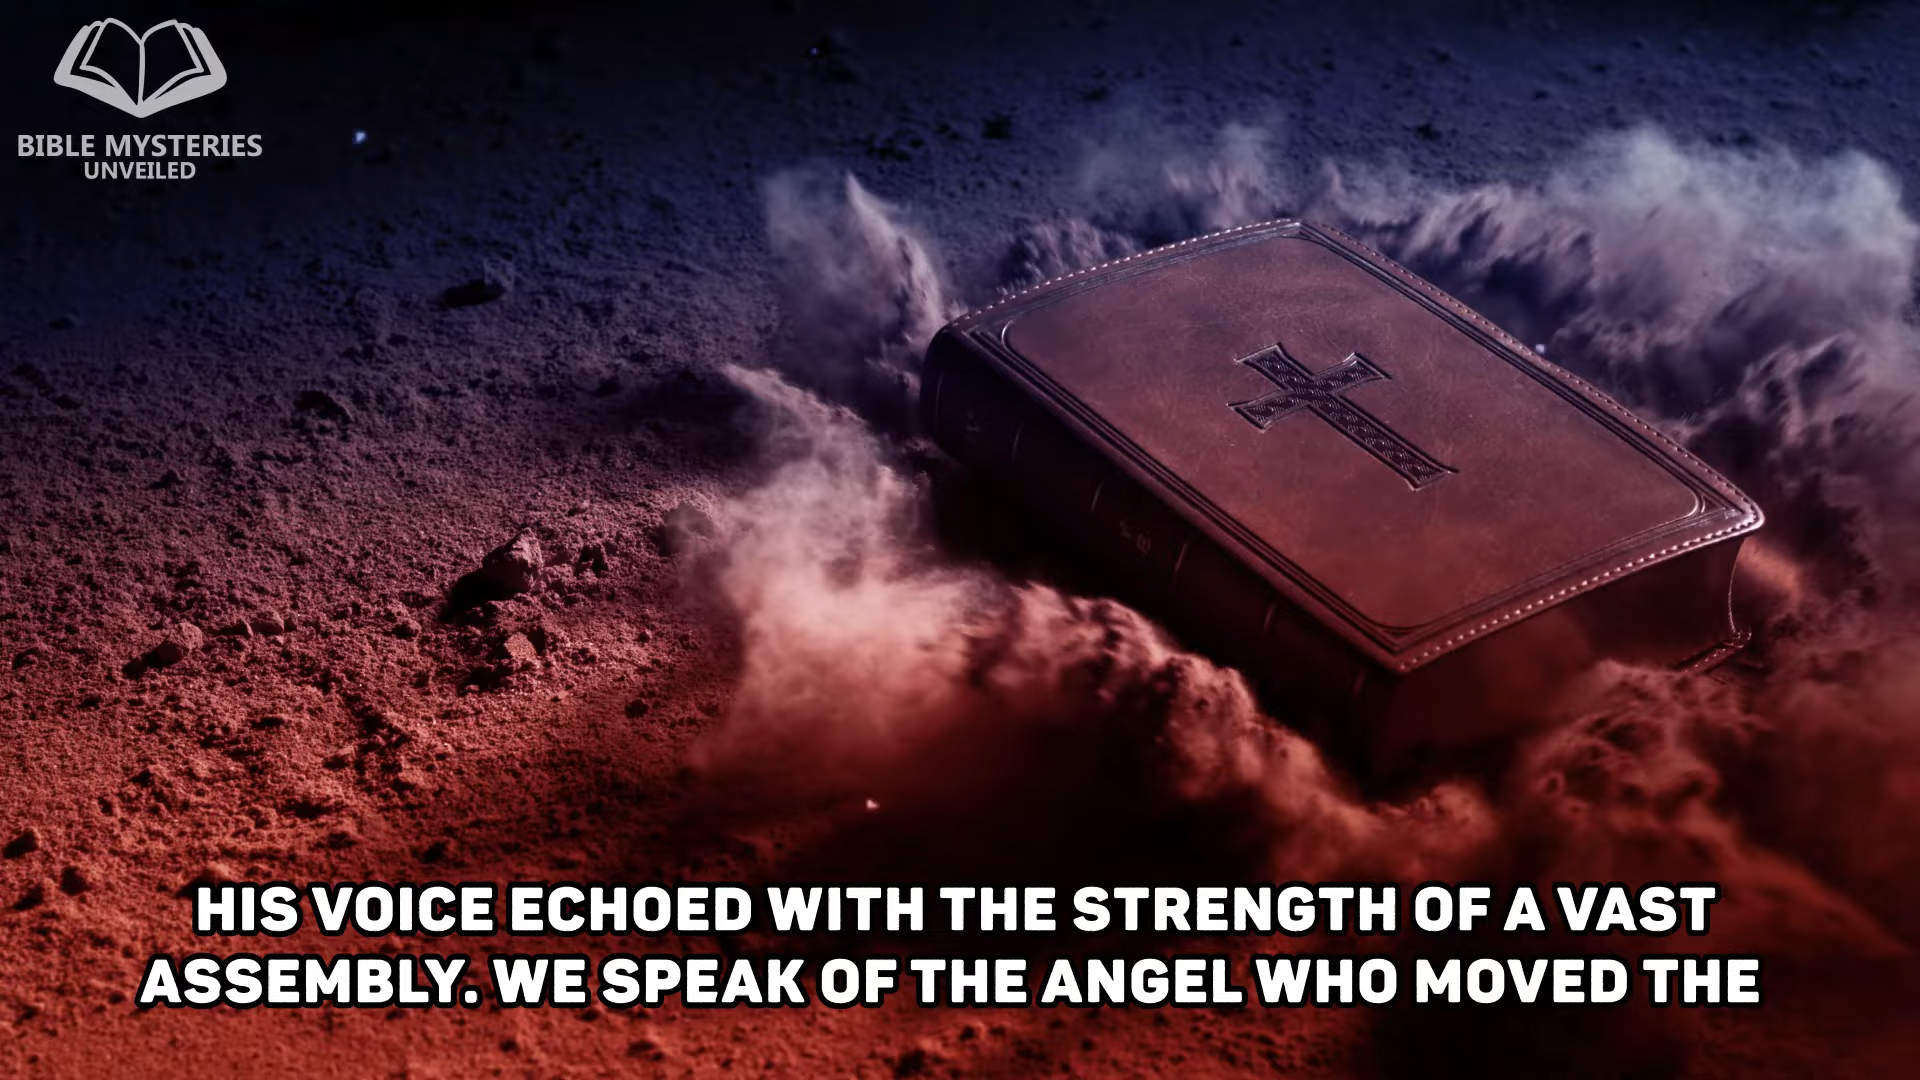 BIBLE MYSTERIES
UNVEILED
HIS VOICE ECHOED WITH THE STRENGTH OF A VAST
ASSEMBLY. WE SPEAK OF THE ANGEL WHO MOVED THE